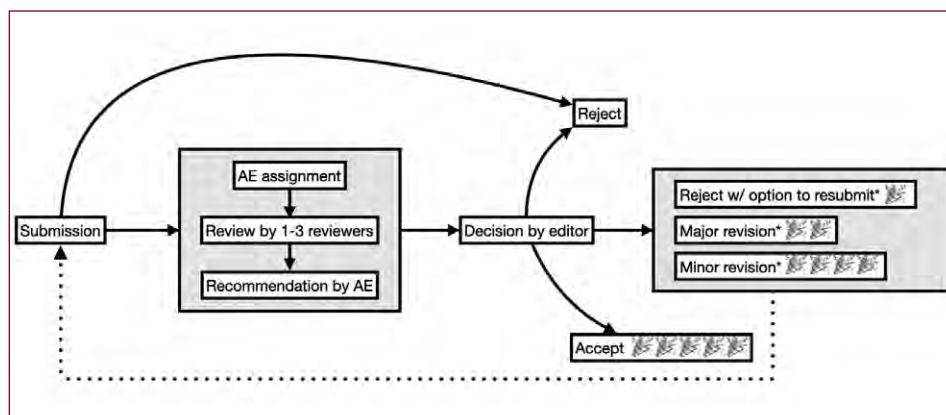 Reject
AE assignment
Reject w/ option to resubmit*
Submission
Review by 1-3 reviewers
Decision by editor
Major revision*
Minor revision*
Recommendation by AE
Accept